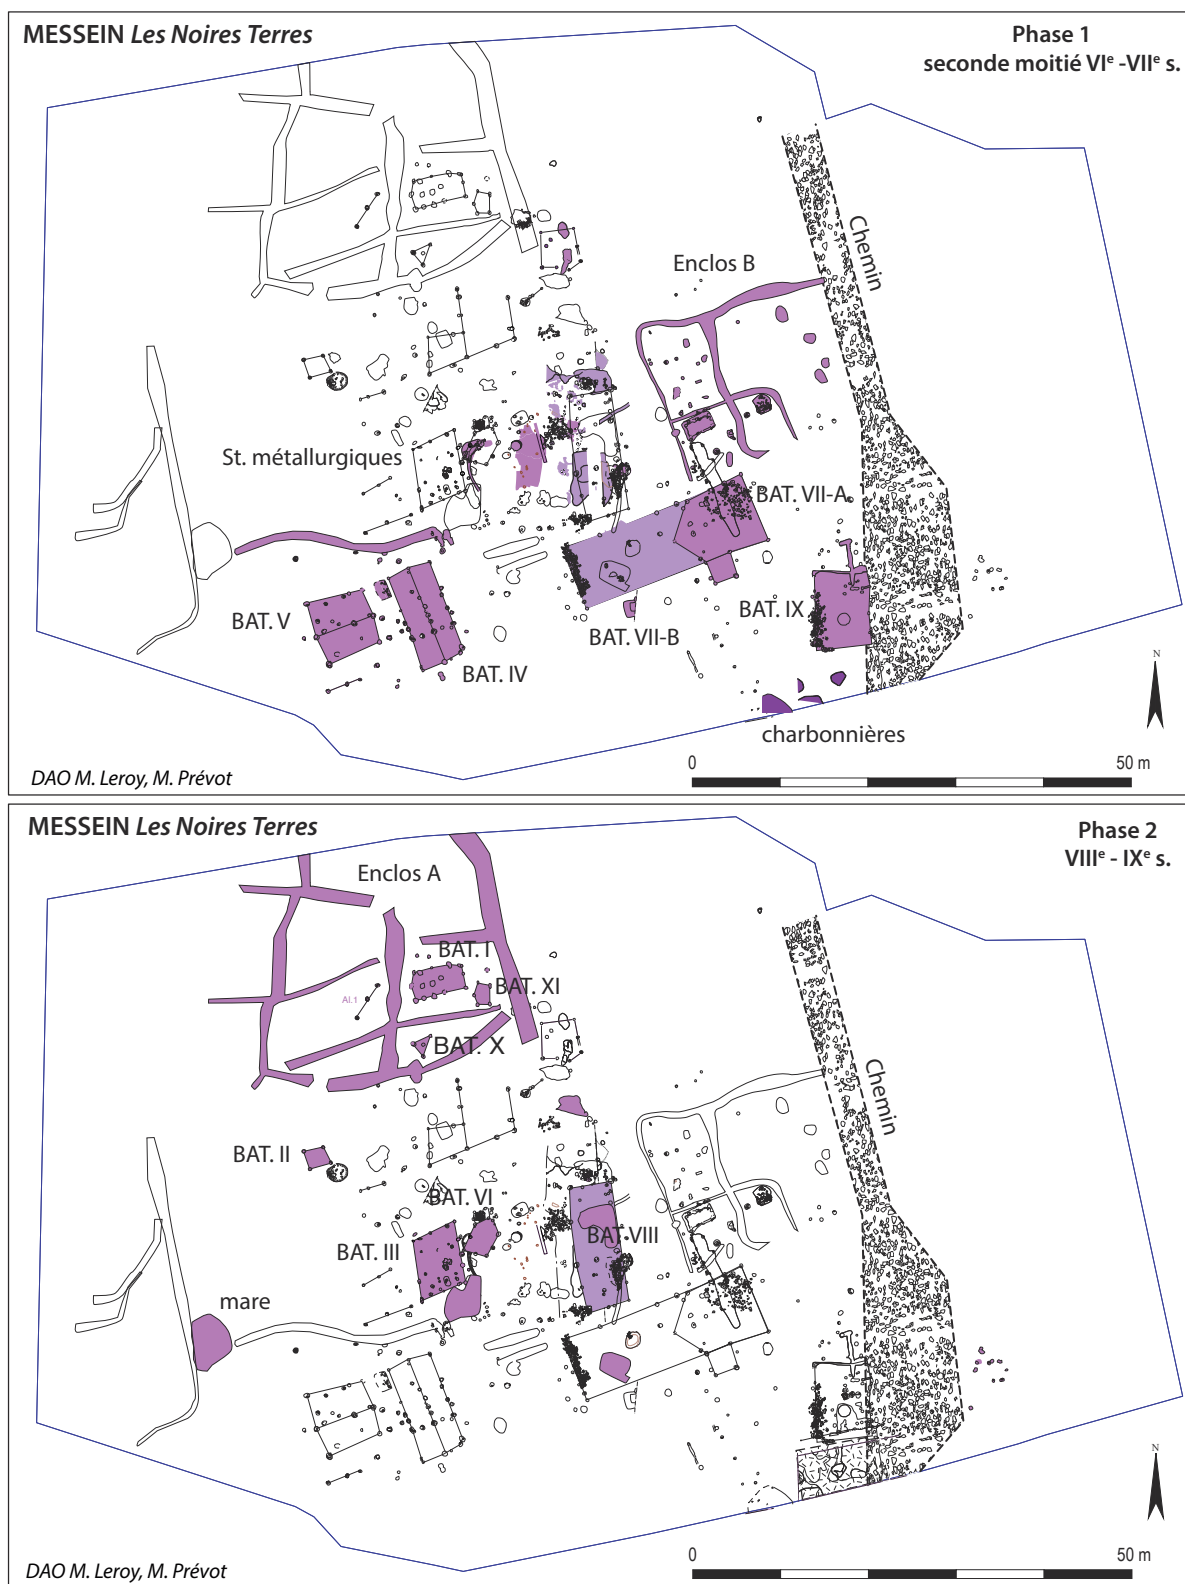 MESSEIN Les Noires Terres
Phase 1
seconde moitié VIe -VIIe s.
Chemin
Enclos B
St. métallurgiques
BAT. VII-A
BAT. V
BAT. IX
BAT. VII-B
BAT. IV
N
charbonnières
0
50 m
DAO M. Leroy, M. Prévot
MESSEIN Les Noires Terres
Phase 2
VIIIe - IXe s.
Enclos A
BAT. I
BAT. XI
Al.1
BAT. X
Chemin
BAT. II
BAT. VI
BAT. III
BAT. VIII
mare
N
0
50 m
DAO M. Leroy, M. Prévot